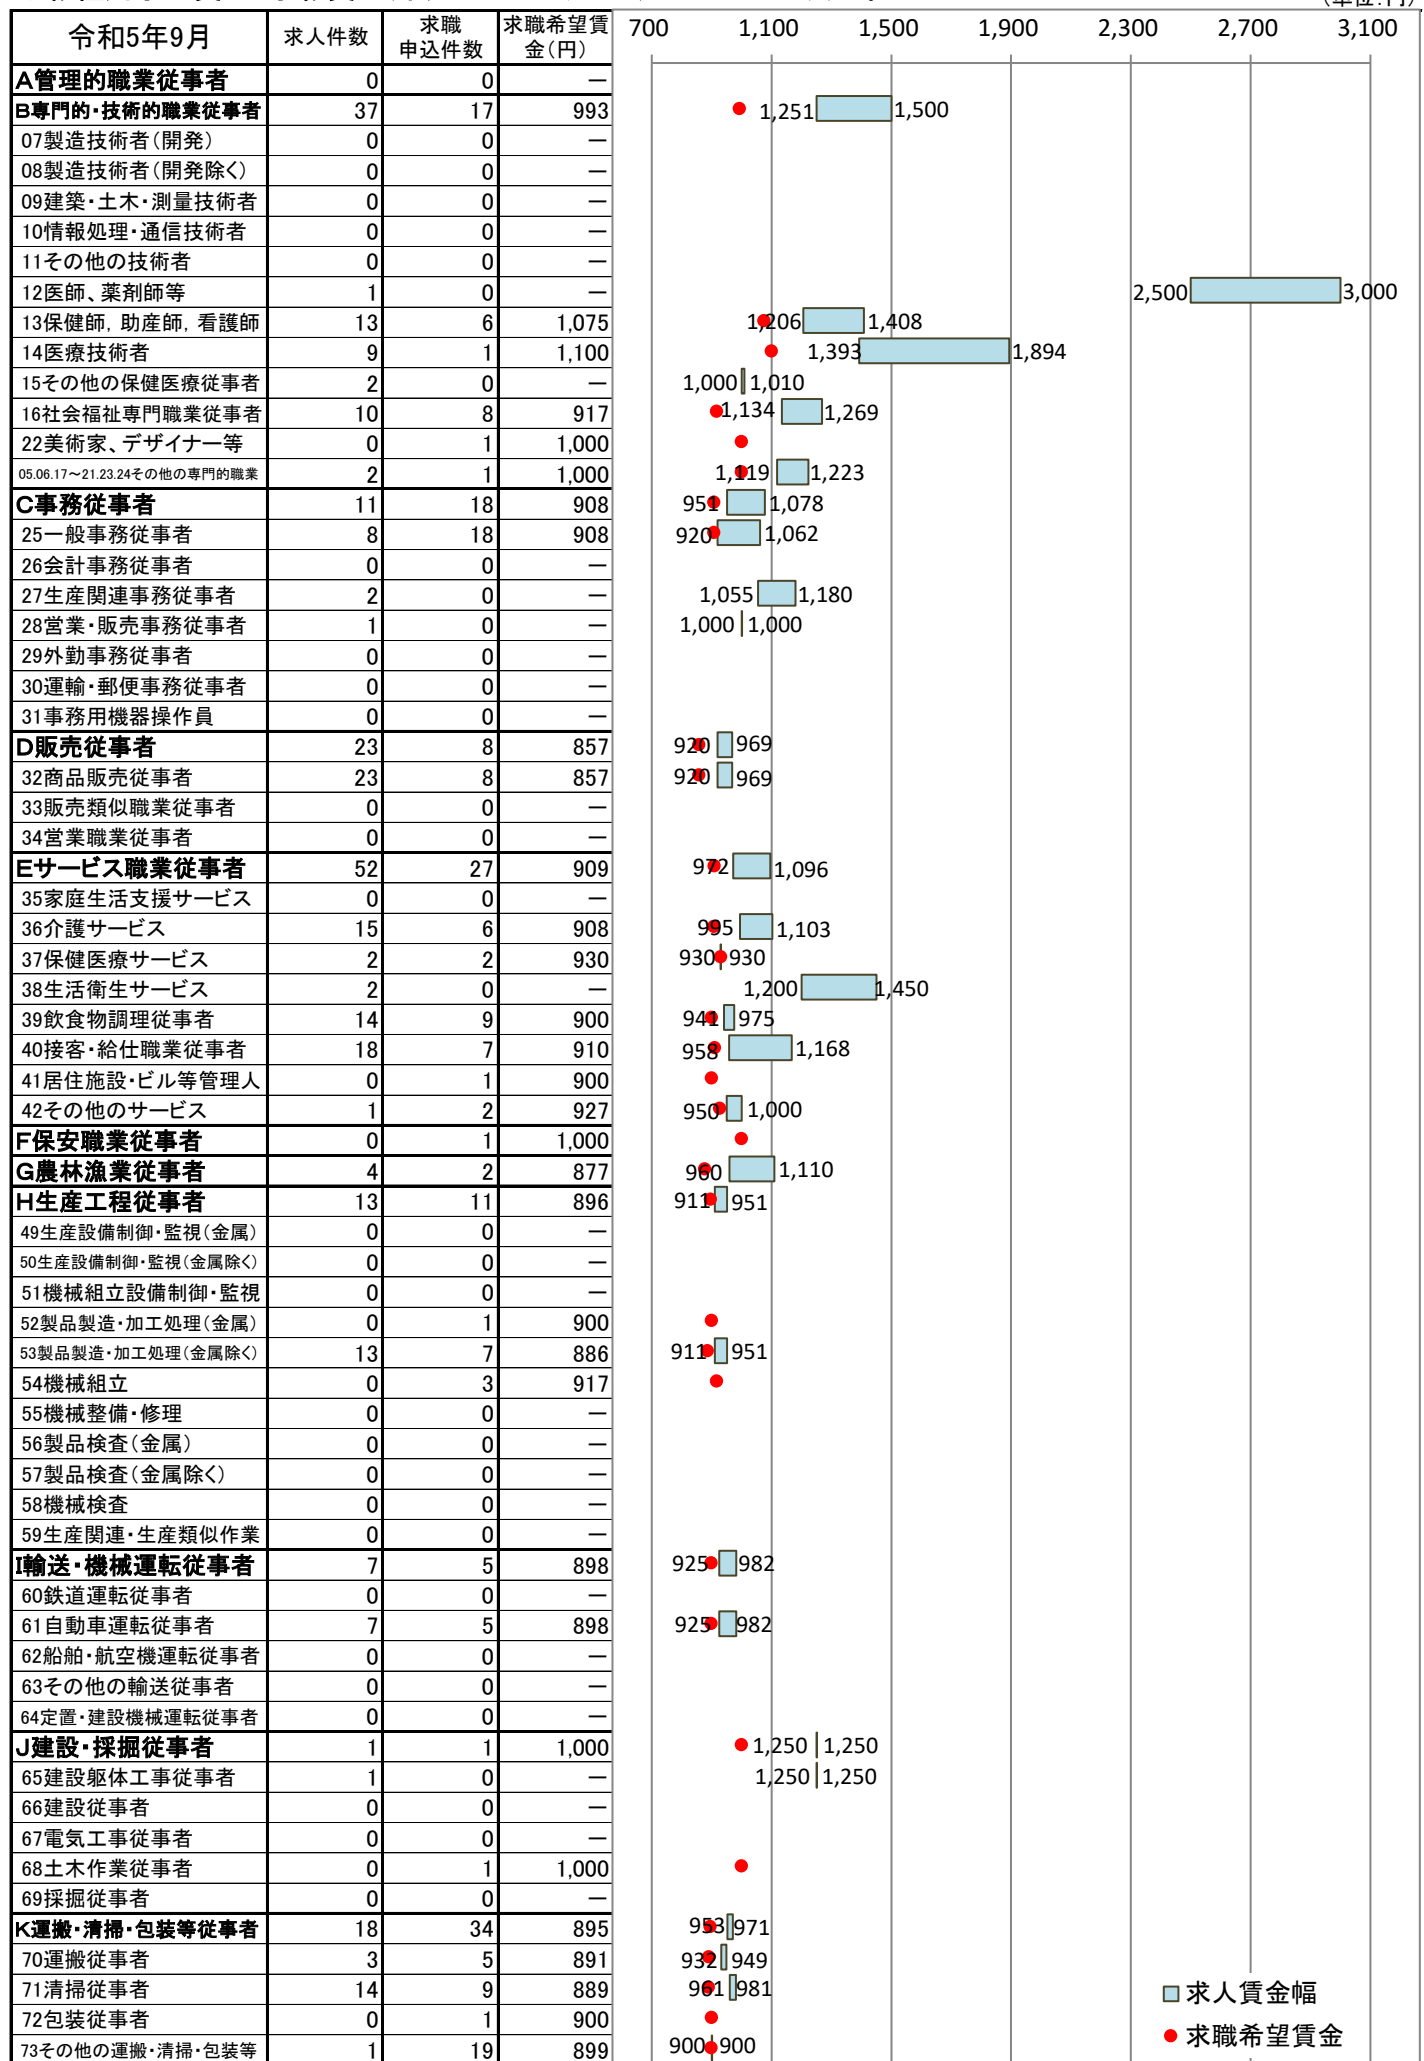 (単位:円)
令和5年9月 求人件数 求職申込件数 求職希望賃金(円) 700 1,100 1,500 1,900 2,300 2,700 3,100
A管理的職業従事者 0 0 ―
B専門的・技術的職業従事者 37 17 993 1,251 1,500
07製造技術者(開発) 0 0 ―
08製造技術者(開発除く) 0 0 ―
09建築・土木・測量技術者 0 0 ―
10情報処理・通信技術者 0 0 ―
11その他の技術者 0 0 ―
12医師、薬剤師等 1 0 ― 2,500 3,000
13保健師, 助産師, 看護師 13 6 1,075 1,206 1,408
14医療技術者 9 1 1,100 1,393 1,894
15その他の保健医療従事者 2 0 ― 1,000 1,010
16社会福祉専門職業従事者 10 8 917 1,134 1,269
22美術家、デザイナー等 0 1 1,000
05.06.17～21.23.24その他の専門的職業 2 1 1,000 1,119 1,223
C事務従事者 11 18 908 951 1,078
25一般事務従事者 8 18 908 920 1,062
26会計事務従事者 0 0 ―
27生産関連事務従事者 2 0 ― 1,055 1,180
28営業・販売事務従事者 1 0 ― 1,000 1,000
29外勤事務従事者 0 0 ―
30運輸・郵便事務従事者 0 0 ―
31事務用機器操作員 0 0 ―
D販売従事者 23 8 857 920 969
32商品販売従事者 23 8 857 920 969
33販売類似職業従事者 0 0 ―
34営業職業従事者 0 0 ―
Eサービス職業従事者 52 27 909 972 1,096
35家庭生活支援サービス 0 0 ―
36介護サービス 15 6 908 995 1,103
37保健医療サービス 2 2 930 930 930
38生活衛生サービス 2 0 ― 1,200 1,450
39飲食物調理従事者 14 9 900 941 975
40接客・給仕職業従事者 18 7 910 958 1,168
41居住施設・ビル等管理人 0 1 900
42その他のサービス 1 2 927 950 1,000
F保安職業従事者 0 1 1,000
G農林漁業従事者 4 2 877 960 1,110
H生産工程従事者 13 11 896 911 951
49生産設備制御・監視(金属) 0 0 ―
50生産設備制御・監視(金属除く) 0 0 ―
51機械組立設備制御・監視 0 0 ―
52製品製造・加工処理(金属) 0 1 900
53製品製造・加工処理(金属除く) 13 7 886 911 951
54機械組立 0 3 917
55機械整備・修理 0 0 ―
56製品検査(金属) 0 0 ―
57製品検査(金属除く) 0 0 ―
58機械検査 0 0 ―
59生産関連・生産類似作業 0 0 ―
I輸送・機械運転従事者 7 5 898 925 982
60鉄道運転従事者 0 0 ―
61自動車運転従事者 7 5 898 925 982
62船舶・航空機運転従事者 0 0 ―
63その他の輸送従事者 0 0 ―
64定置・建設機械運転従事者 0 0 ―
J建設・採掘従事者 1 1 1,000 1,250 1,250
65建設躯体工事従事者 1 0 ― 1,250 1,250
66建設従事者 0 0 ―
67電気工事従事者 0 0 ―
68土木作業従事者 0 1 1,000
69採掘従事者 0 0 ―
K運搬・清掃・包装等従事者 18 34 895 953 971
70運搬従事者 3 5 891 932 949
71清掃従事者 14 9 889 961 981
72包装従事者 0 1 900
73その他の運搬・清掃・包装等 1 19 899 900 900
求人賃金幅
求職希望賃金